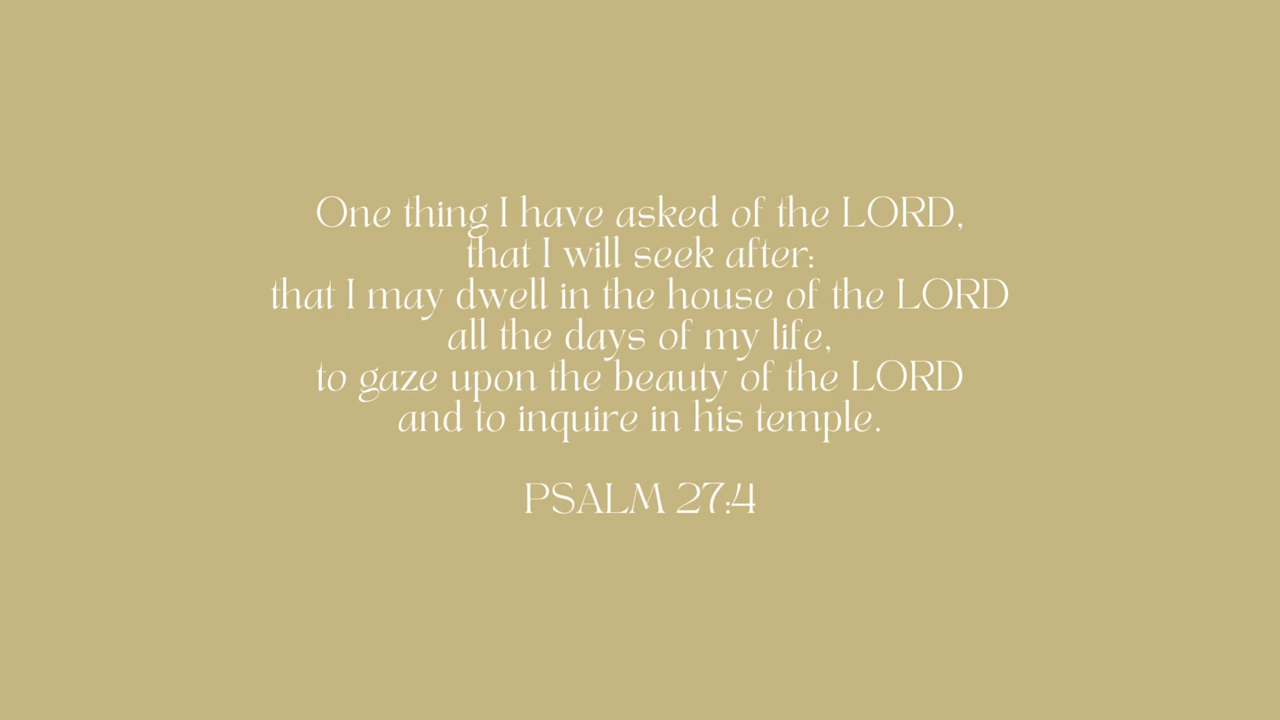 One thing I have asked of the LORD,
that I will seek after:
that I may dwell in the house of the LORD
all the days of my life,
to gaze upon the beauty of the LORD
and to inquire in his temple.
PSALM 27:4